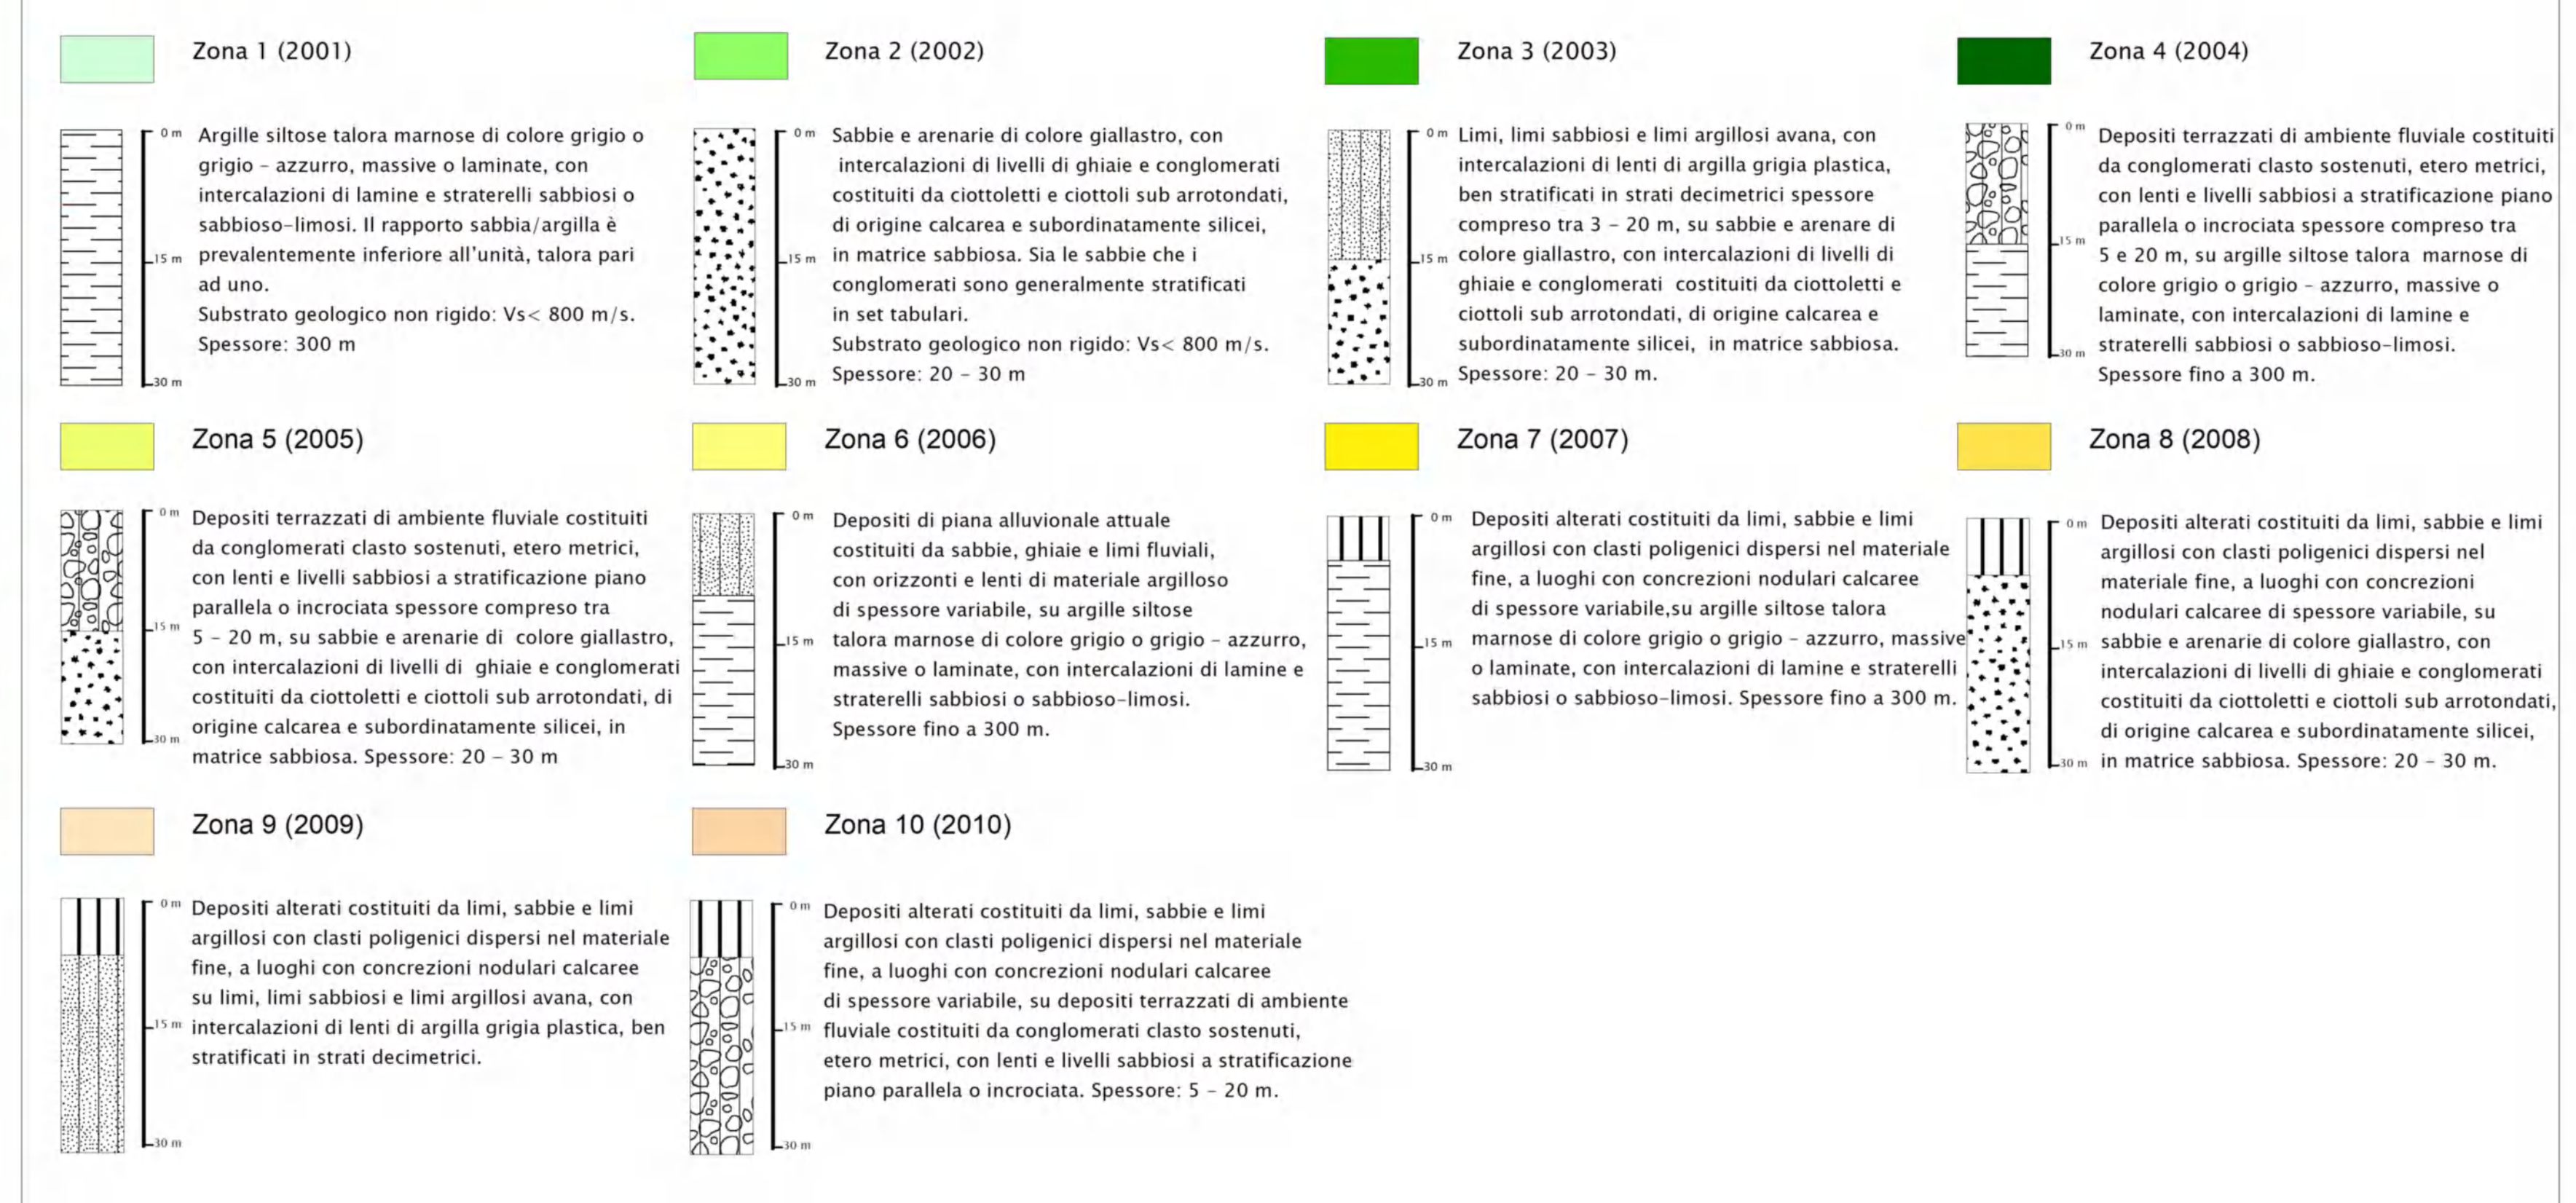 Zona 1 (2001)
0 m
15 m
30 m
Argille siltose talora marnose di colore grigio o
grigio – azzurro, massive o laminate, con
intercalazioni di lamine e straterelli sabbiosi o
sabbioso-limosi. Il rapporto sabbia/argilla è
prevalentemente inferiore all'unità, talora pari
ad uno.
Substrato geologico non rigido: Vs< 800 m/s.
Spessore: 300 m
Zona 2 (2002)
0 m
15 m
30 m
Sabbie e arenarie di colore giallastro, con
intercalazioni di livelli di ghiaie e conglomerati
costituiti da ciottoletti e ciottoli sub arrotondati,
di origine calcarea e subordinatamente silicei,
in matrice sabbiosa. Sia le sabbie che i
conglomerati sono generalmente stratificati
in set tabulari.
Substrato geologico non rigido: Vs< 800 m/s.
Spessore: 20 – 30 m
Zona 3 (2003)
0 m
15 m
30 m
Limi, limi sabbiosi e limi argillosi avana, con
intercalazioni di lenti di argilla grigia plastica,
ben stratificati in strati decimetrici spessore
compreso tra 3 – 20 m, su sabbie e arenare di
colore giallastro, con intercalazioni di livelli di
ghiaie e conglomerati costituiti da ciottoletti e
ciottoli sub arrotondati, di origine calcarea e
subordinatamente silicei, in matrice sabbiosa.
Spessore: 20 – 30 m.
Zona 4 (2004)
0 m
15 m
30 m
Depositi terrazzati di ambiente fluviale costituiti
da conglomerati clasto sostenuti, etero metrici,
con lenti e livelli sabbiosi a stratificazione piano
parallela o incrociata spessore compreso tra
5 e 20 m, su argille siltose talora marnose di
colore grigio o grigio – azzurro, massive o
laminate, con intercalazioni di lamine e
straterelli sabbiosi o sabbioso-limosi.
Spessore fino a 300 m.
Zona 5 (2005)
0 m
15 m
30 m
Depositi terrazzati di ambiente fluviale costituiti
da conglomerati clasto sostenuti, etero metrici,
con lenti e livelli sabbiosi a stratificazione piano
parallela o incrociata spessore compreso tra
5 – 20 m, su sabbie e arenarie di colore giallastro,
con intercalazioni di livelli di ghiaie e conglomerati
costituiti da ciottoletti e ciottoli sub arrotondati, di
origine calcarea e subordinatamente silicei, in
matrice sabbiosa. Spessore: 20 – 30 m
Zona 6 (2006)
0 m
15 m
30 m
Depositi di piana alluvionale attuale
costituiti da sabbie, ghiaie e limi fluviali,
con orizzonti e lenti di materiale argilloso
di spessore variabile, su argille siltose
talora marnose di colore grigio o grigio – azzurro,
massive o laminate, con intercalazioni di lamine e
straterelli sabbiosi o sabbioso-limosi.
Spessore fino a 300 m.
Zona 7 (2007)
0 m
15 m
30 m
Depositi alterati costituiti da limi, sabbie e limi
argillosi con clasti poligenici dispersi nel materiale
fine, a luoghi con concrezioni nodulari calcaree
di spessore variabile,su argille siltose talora
marnose di colore grigio o grigio – azzurro, massive
o laminate, con intercalazioni di lamine e straterelli
sabbiosi o sabbioso-limosi. Spessore fino a 300 m.
Zona 8 (2008)
0 m
15 m
30 m
Depositi alterati costituiti da limi, sabbie e limi
argillosi con clasti poligenici dispersi nel
materiale fine, a luoghi con concrezioni
nodulari calcaree di spessore variabile, su
sabbie e arenarie di colore giallastro, con
intercalazioni di livelli di ghiaie e conglomerati
costituiti da ciottoletti e ciottoli sub arrotondati,
di origine calcarea e subordinatamente silicei,
in matrice sabbiosa. Spessore: 20 – 30 m.
Zona 9 (2009)
0 m
15 m
30 m
Depositi alterati costituiti da limi, sabbie e limi
argillosi con clasti poligenici dispersi nel materiale
fine, a luoghi con concrezioni nodulari calcaree
su limi, limi sabbiosi e limi argillosi avana, con
intercalazioni di lenti di argilla grigia plastica, ben
stratificati in strati decimetrici.
Zona 10 (2010)
0 m
15 m
30 m
Depositi alterati costituiti da limi, sabbie e limi
argillosi con clasti poligenici dispersi nel materiale
fine, a luoghi con concrezioni nodulari calcaree
di spessore variabile, su depositi terrazzati di ambiente
fluviale costituiti da conglomerati clasto sostenuti,
etero metrici, con lenti e livelli sabbiosi a stratificazione
piano parallela o incrociata. Spessore: 5 – 20 m.